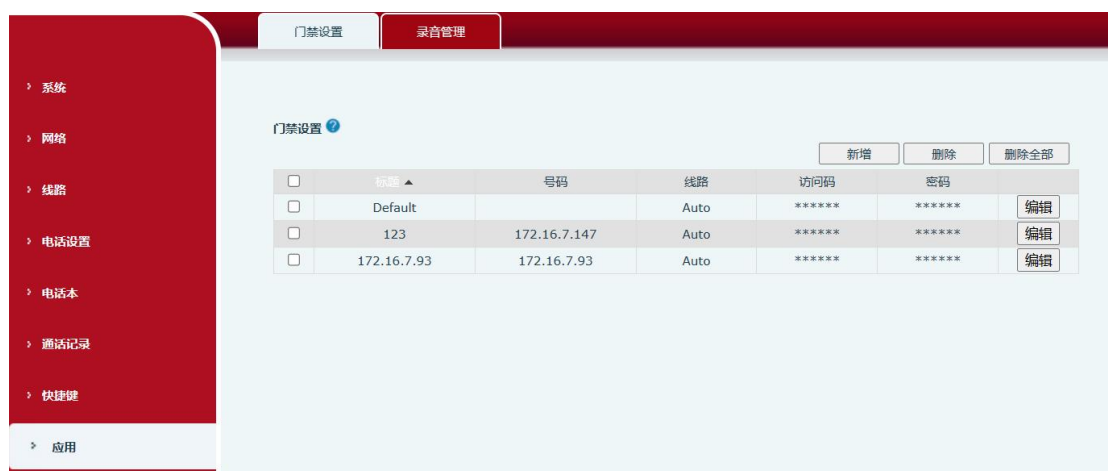 门禁设置 录音管理
系统
网络
线路
电话设置
电话本
通话记录
快捷键
应用
门禁设置
新增 删除 删除全部
标题 号码 线路 访问码 密码
Default Auto ****** ****** 编辑
123 172.16.7.147 Auto ****** ****** 编辑
172.16.7.93 172.16.7.93 Auto ****** ****** 编辑